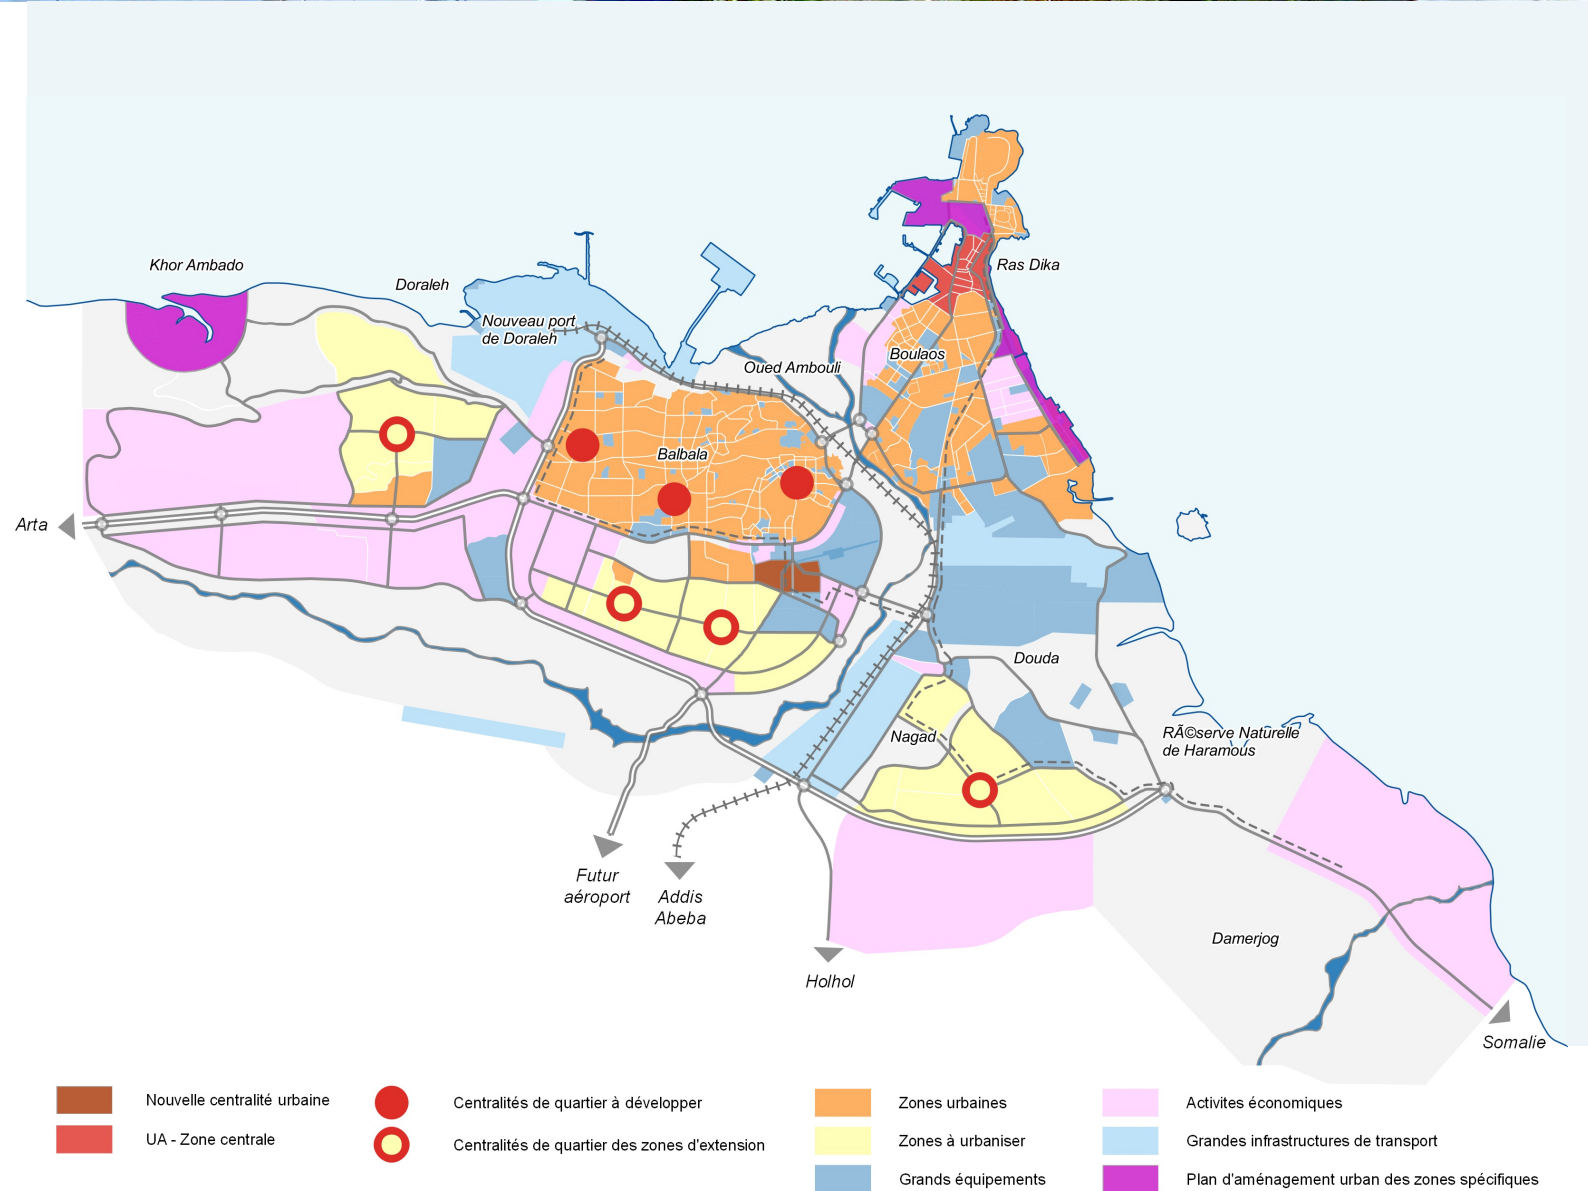 Khor Ambado
Doraleh
Ras Dika
Nouveau port
de Doraleh
Boulaos
Oued Ambouli
Balbala
Arta
Douda
Nagad
RÃ©serve Natürelle
de Haramous
Futur
aéroport
Addis
Abeba
Damerjog
Holhol
Somalie
Nouvelle centralité urbaine
UA - Zone centrale
Centralités de quartier à développer
Centralités de quartier des zones d'extension
Zones urbaines
Zones à urbaniser
Grands équipements
Activites économiques
Grandes infrastructures de transport
Plan d'aménagement urban des zones spécifiques